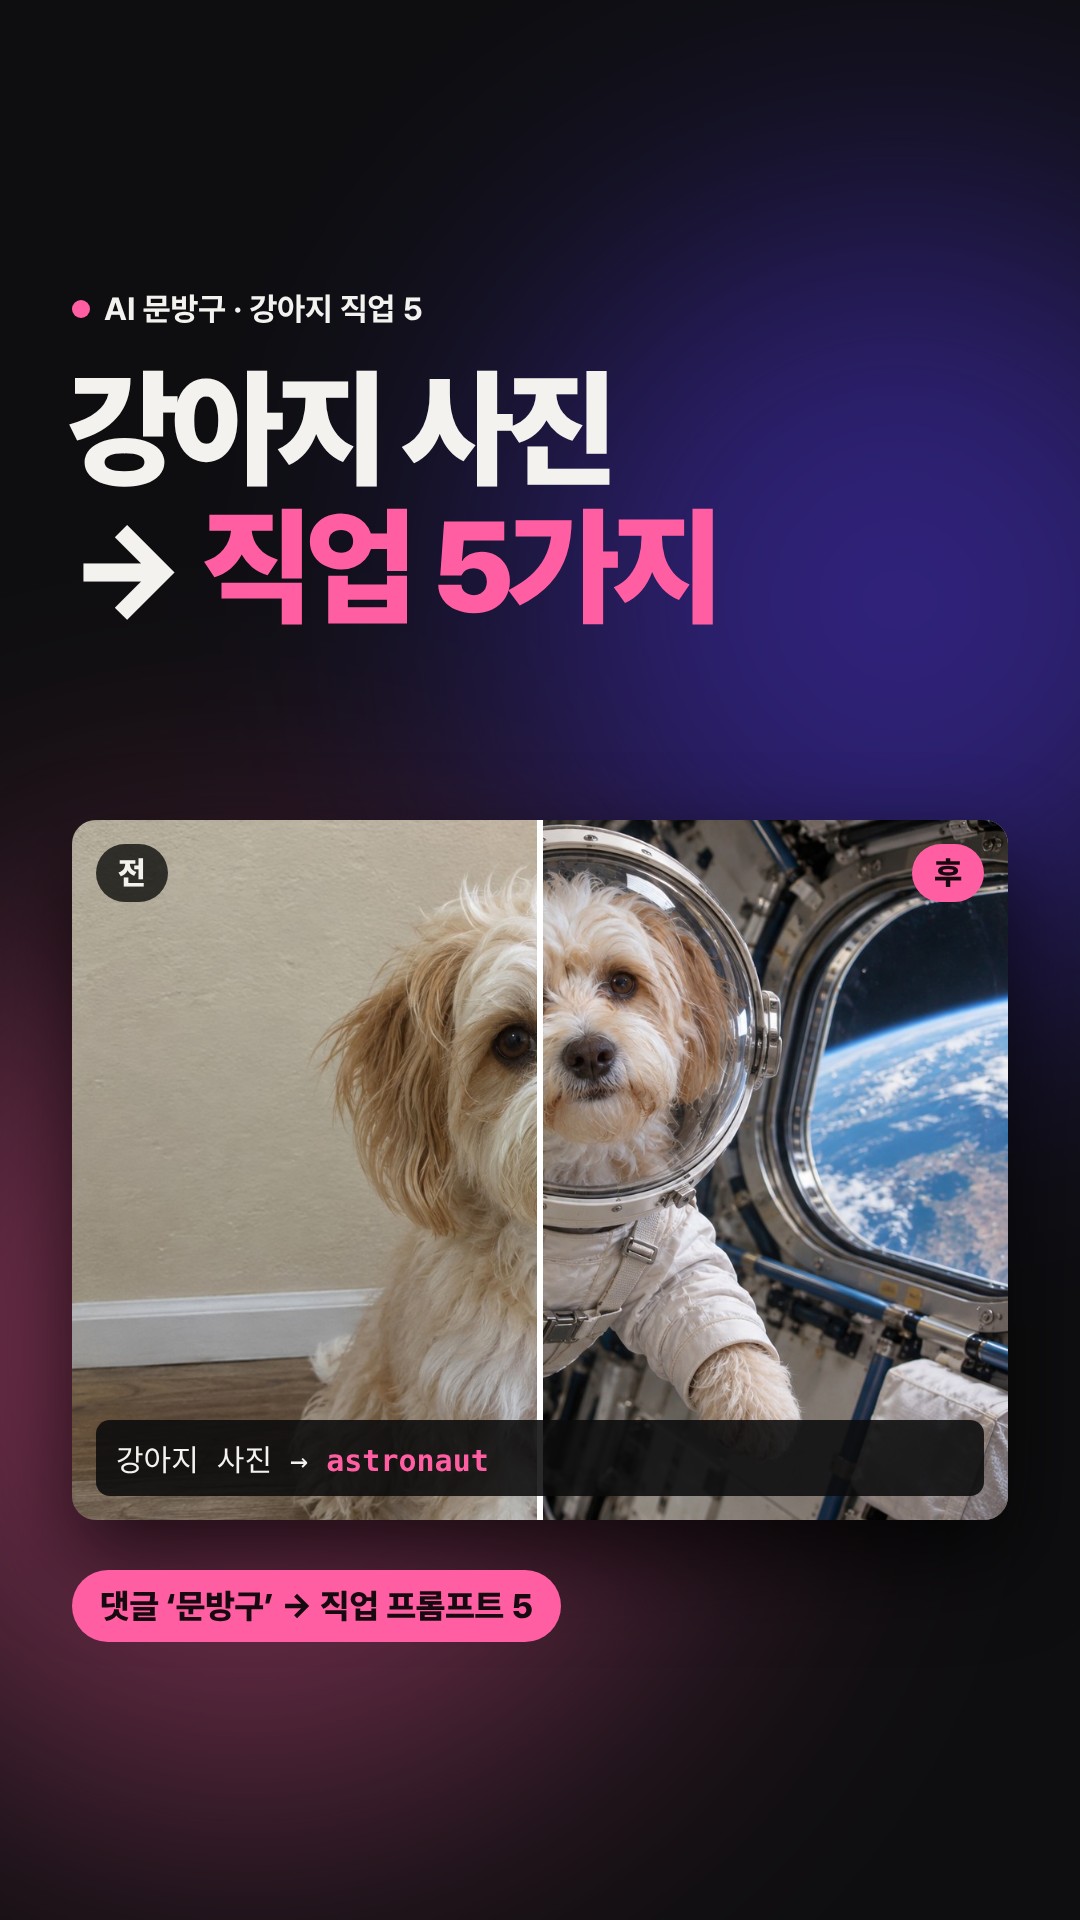 AI 문방구 · 강아지 직업 5
강아지 사진
→ 직업 5가지
전
후
강아지 사진 → astronaut
댓글 ‘문방구’ → 직업 프롬프트 5